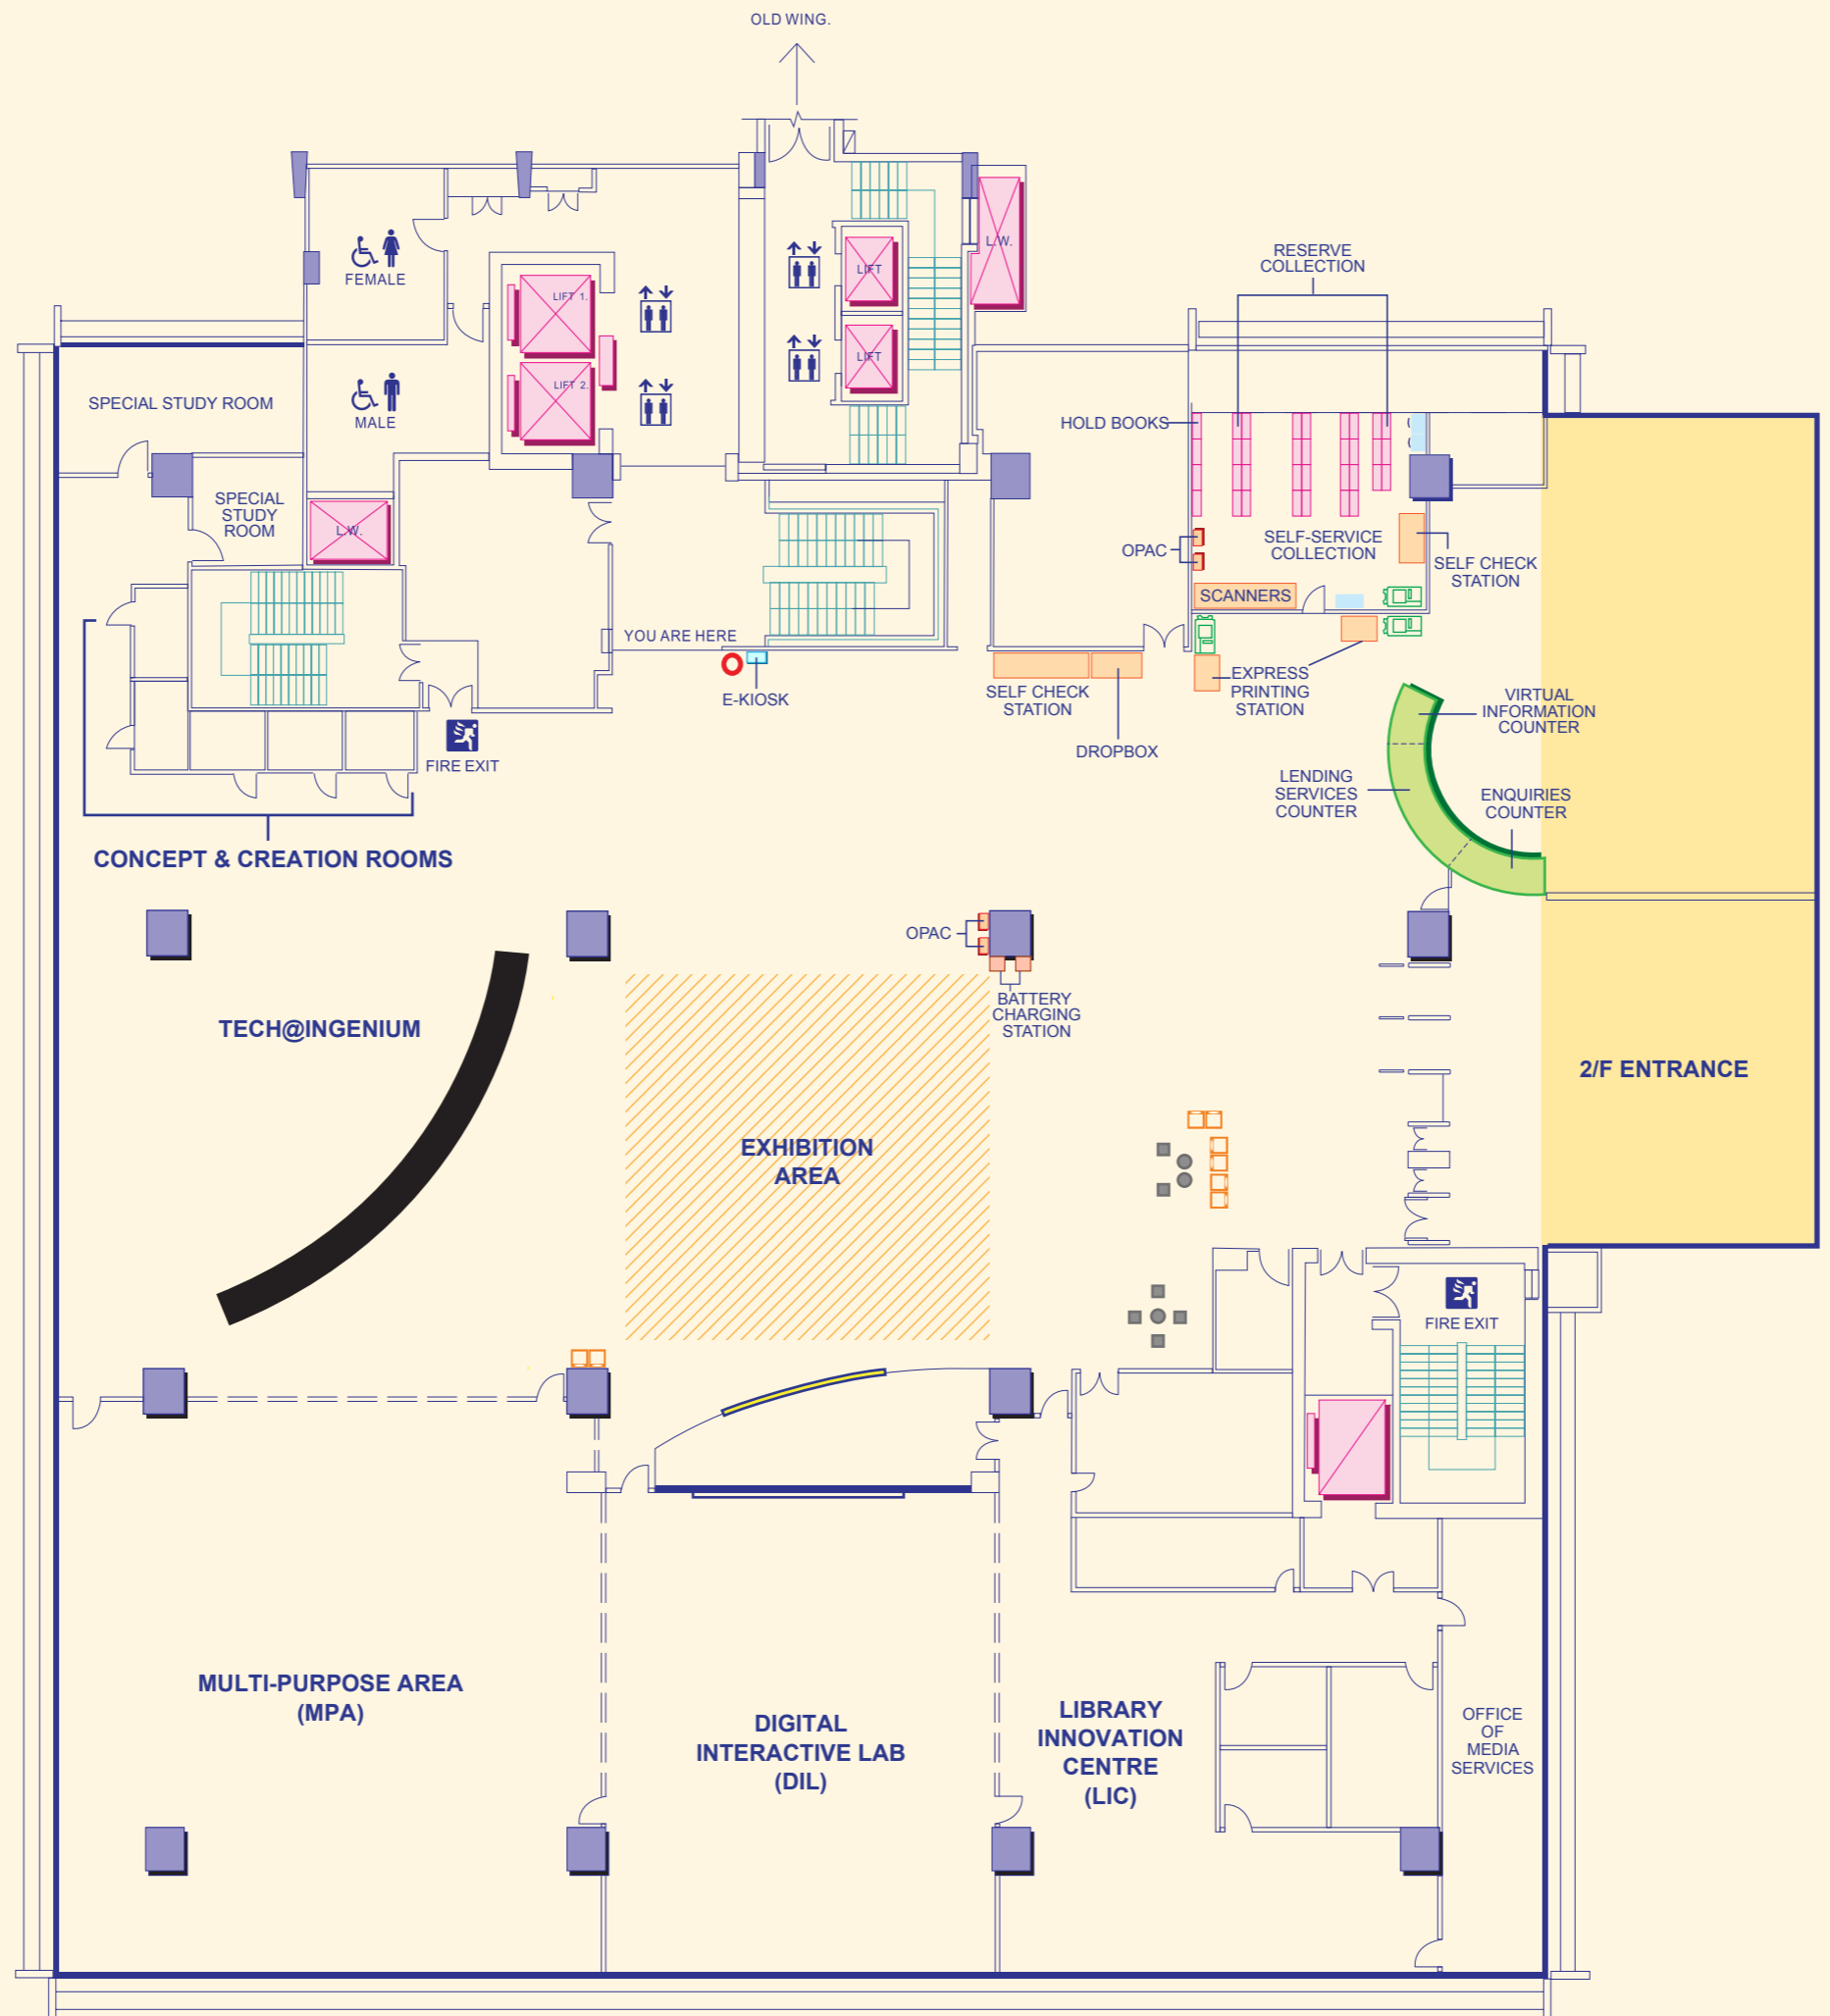 OLD WING.
RESERVE
COLLECTION
FEMALE
L.W.
LIFT
LIFT 1.
LIFT
LIFT 2.
SPECIAL STUDY ROOM
MALE
HOLD BOOKS
SPECIAL
STUDY
ROOM
L.W.
OPAC
SELF-SERVICE
COLLECTION
SELF CHECK
STATION
SCANNERS
YOU ARE HERE
E-KIOSK
SELF CHECK
STATION
DROPBOX
EXPRESS
PRINTING
STATION
VIRTUAL
INFORMATION
COUNTER
FIRE EXIT
LENDING
SERVICES
COUNTER
ENQUIRIES
COUNTER
CONCEPT & CREATION ROOMS
OPAC
BATTERY
CHARGING
STATION
TECH@INGENIUM
2/F ENTRANCE
EXHIBITION
AREA
FIRE EXIT
MULTI-PURPOSE AREA
(MPA)
DIGITAL
INTERACTIVE LAB
(DIL)
LIBRARY
INNOVATION
CENTRE
(LIC)
OFFICE
OF
MEDIA
SERVICES